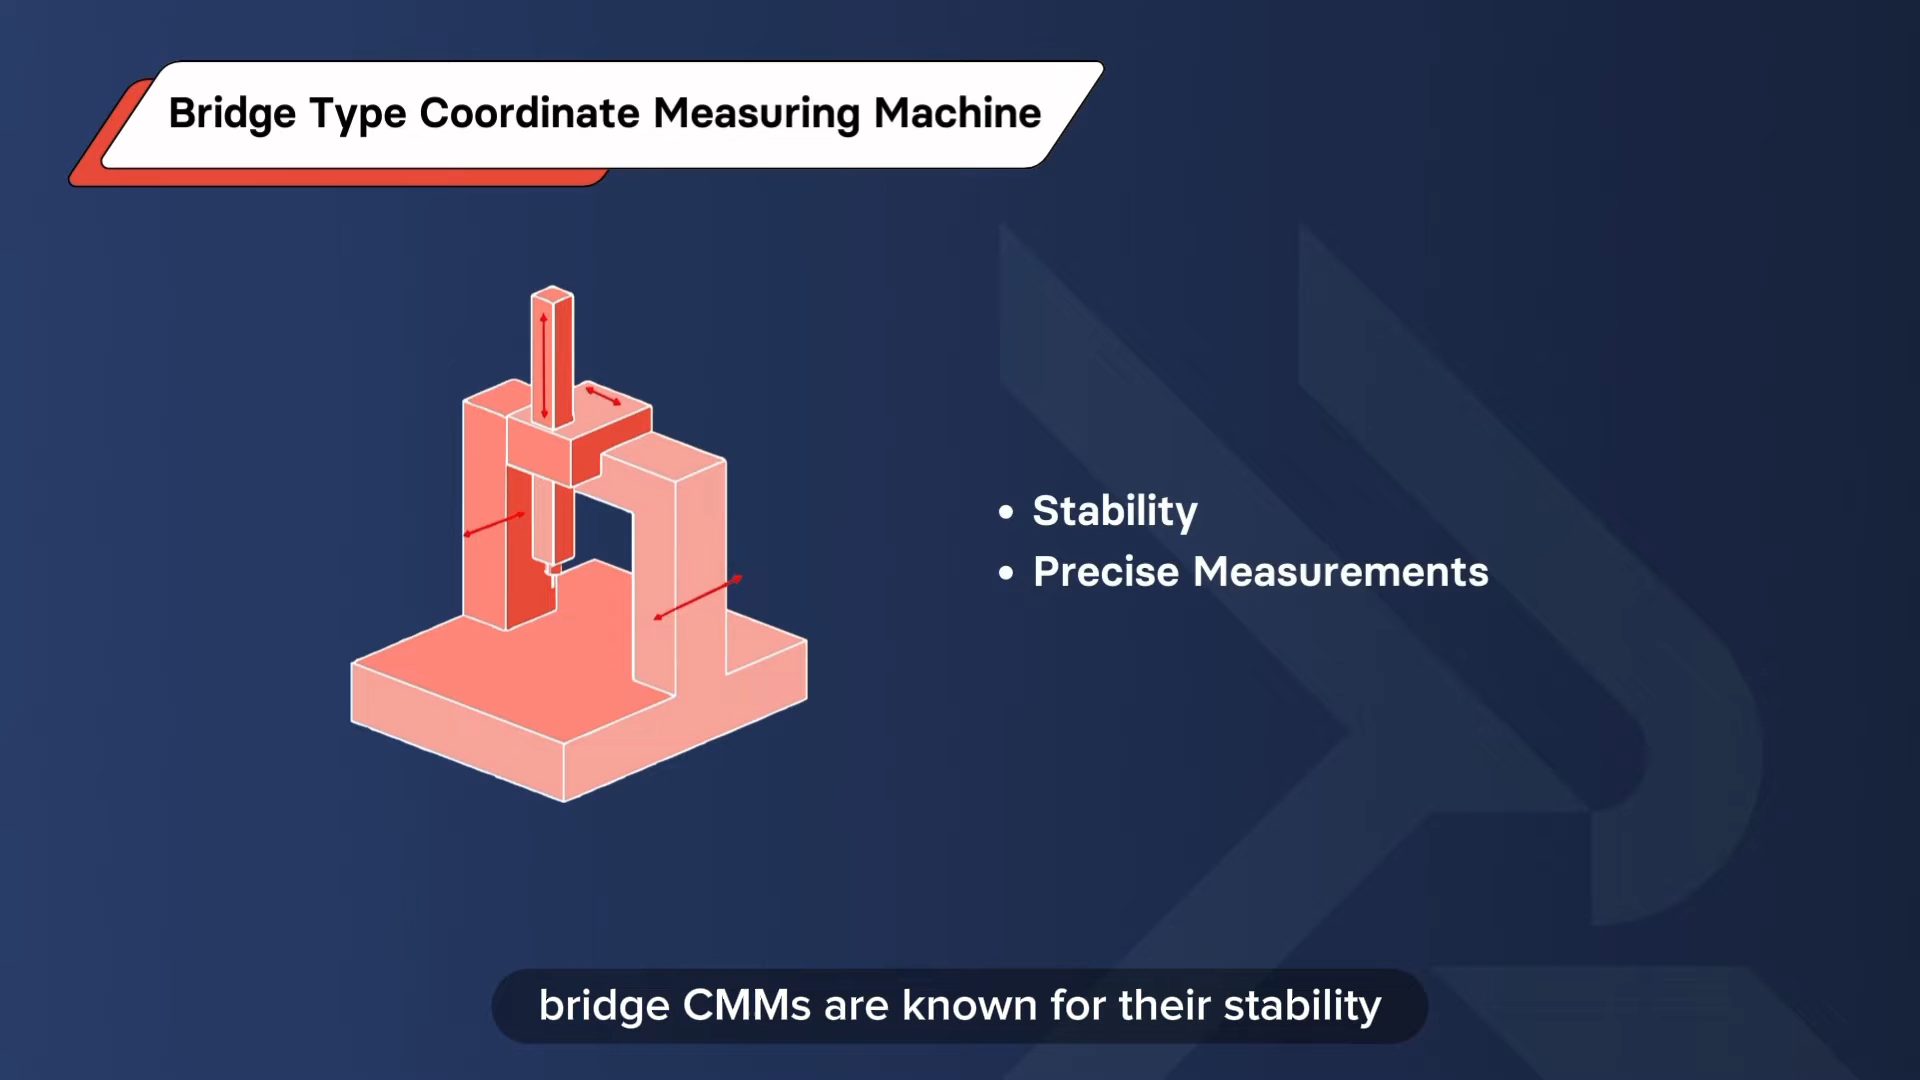 Bridge Type Coordinate Measuring Machine
• Stability
• Precise Measurements
bridge CMMs are known for their stability